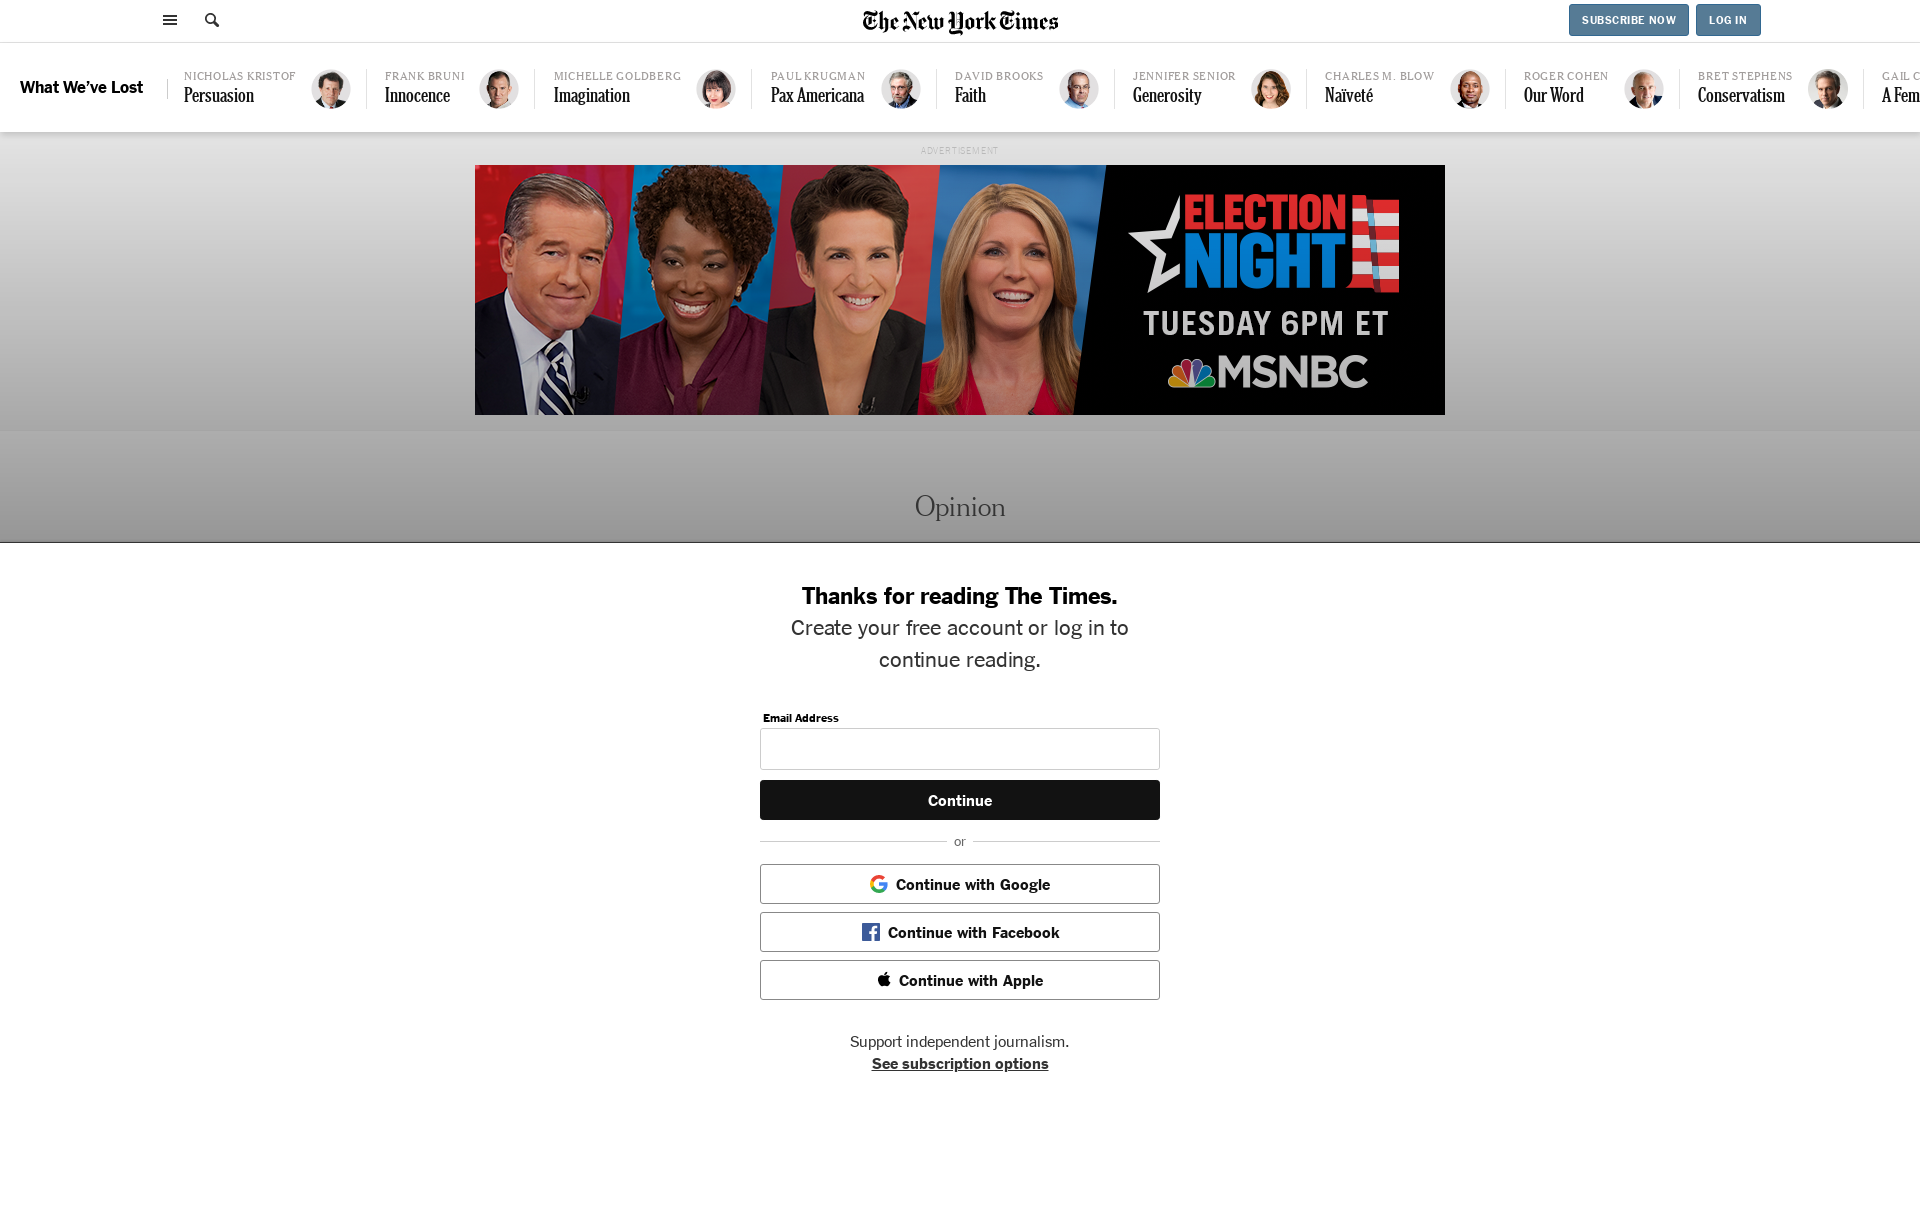 The New York Times
SUBSCRIBE NOW
LOG IN
What We've Lost
NICHOLAS KRISTOF
Persuasion
FRANK BRUNI
Innocence
MICHELLE GOLDBERG
Imagination
PAUL KRUGMAN
Pax Americana
DAVID BROOKS
Faith
JENNIFER SENIOR
Generosity
CHARLES M. BLOW
Naïveté
ROGER COHEN
Our Word
BRET STEPHENS
Conservatism
GAIL C
A Fem
ADVERTISEMENT
ELECTION
NIGHT
TUESDAY 6PM ET
MSNBC
Opinion
Thanks for reading The Times.
Create your free account or log in to
continue reading.
Email Address
Continue
or
Continue with Google
Continue with Facebook
Continue with Apple
Support independent journalism.
See subscription options